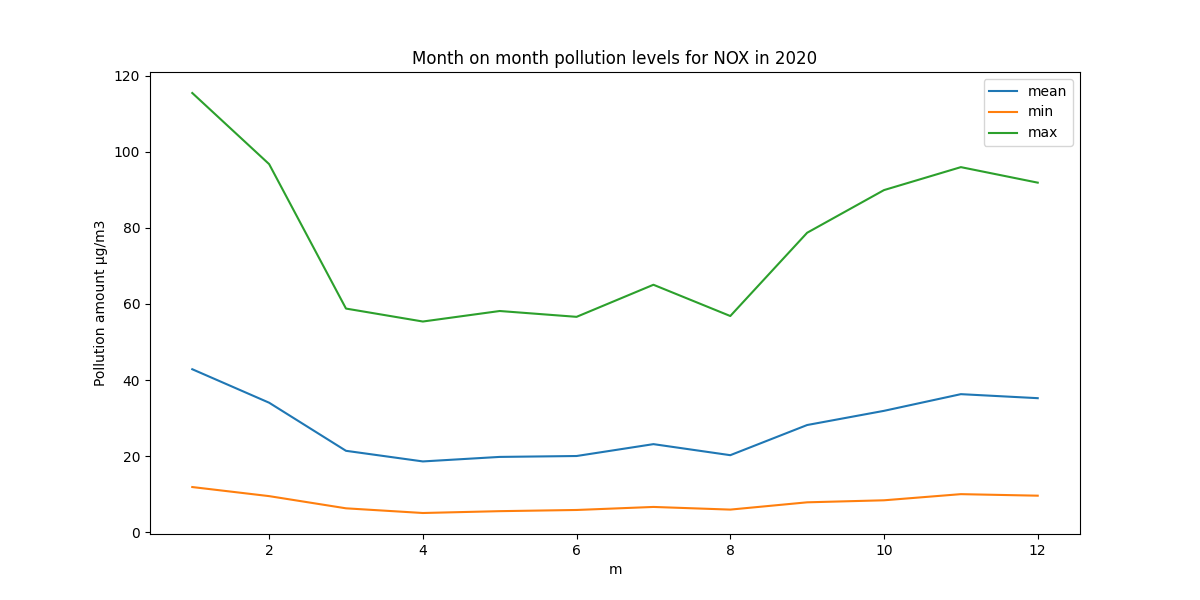 Month on month pollution levels for NOX in 2020
mean
min
max
Pollution amount µg/m3
120
100
80
60
40
20
0
2 4 6 8 10 12
m